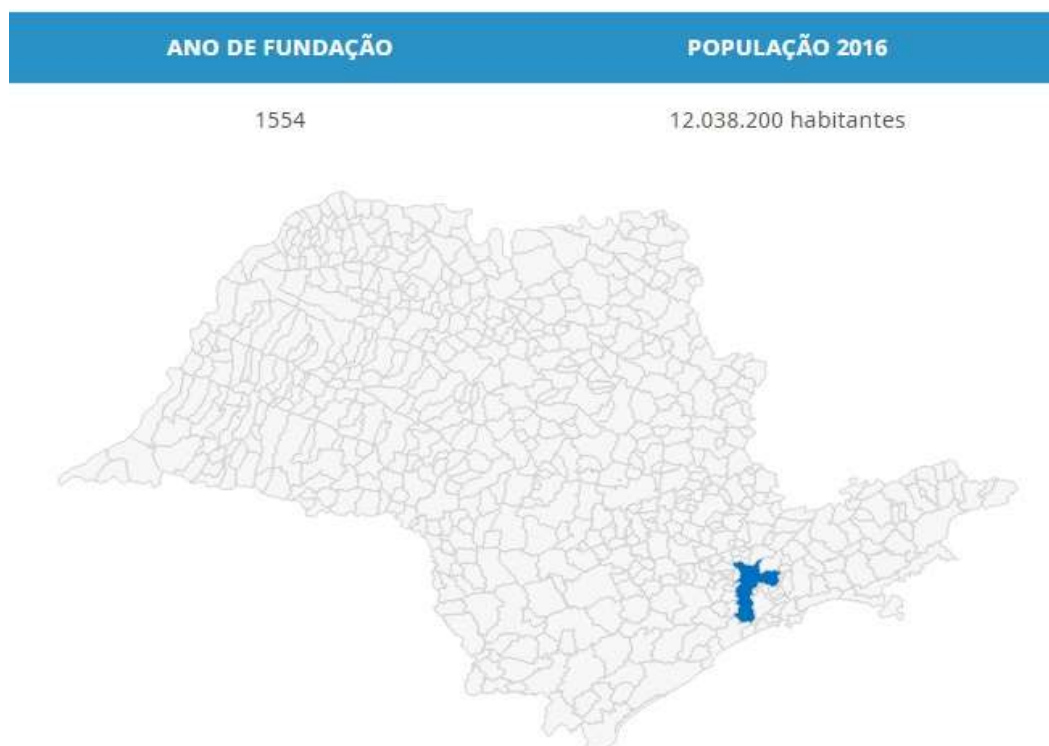 ANO DE FUNDAÇÃO POPULAÇÃO 2016
1554 12.038.200 habitantes